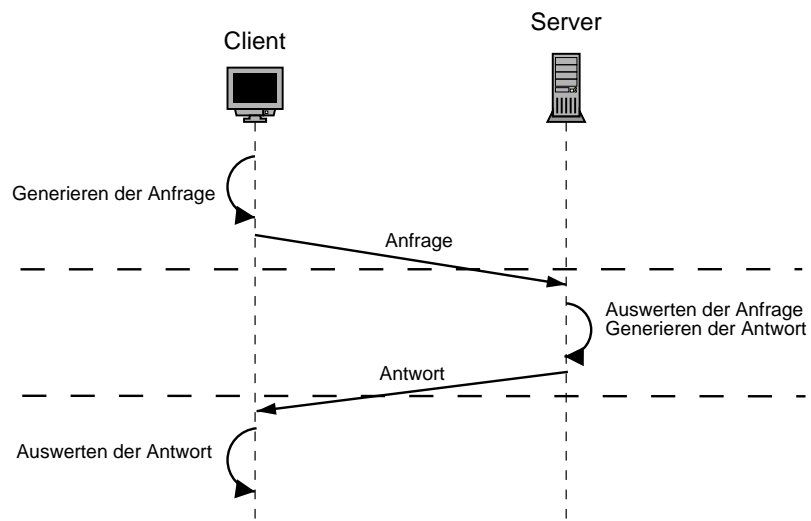 Client
Server
Generieren der Anfrage
Anfrage
Auswerten der Anfrage
Generieren der Antwort
Antwort
Auswerten der Antwort